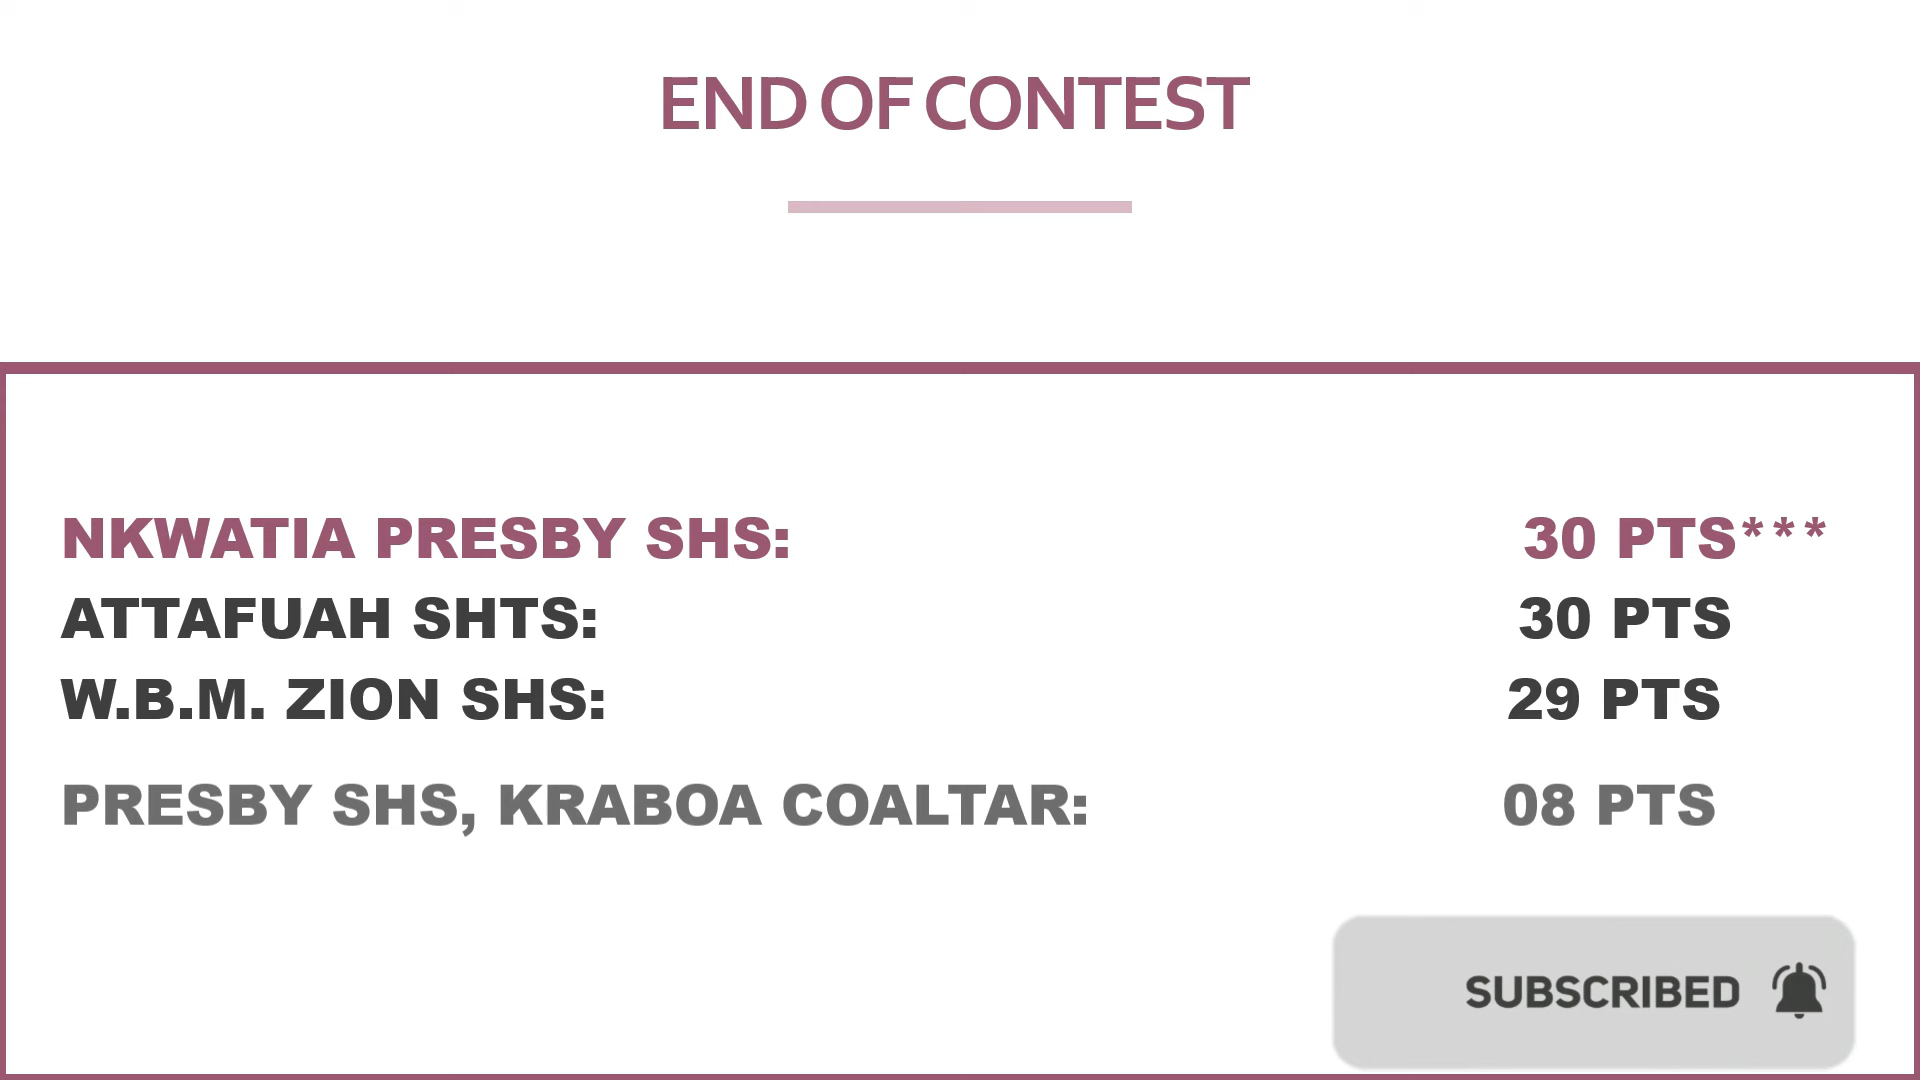 END OF CONTEST
NKWATIA PRESBY SHS: 30 PTS***
ATTAFUAH SHTS: 30 PTS
W.B.M. ZION SHS: 29 PTS
PRESBY SHS, KRABOA COALTAR: 08 PTS
SUBSCRIBED